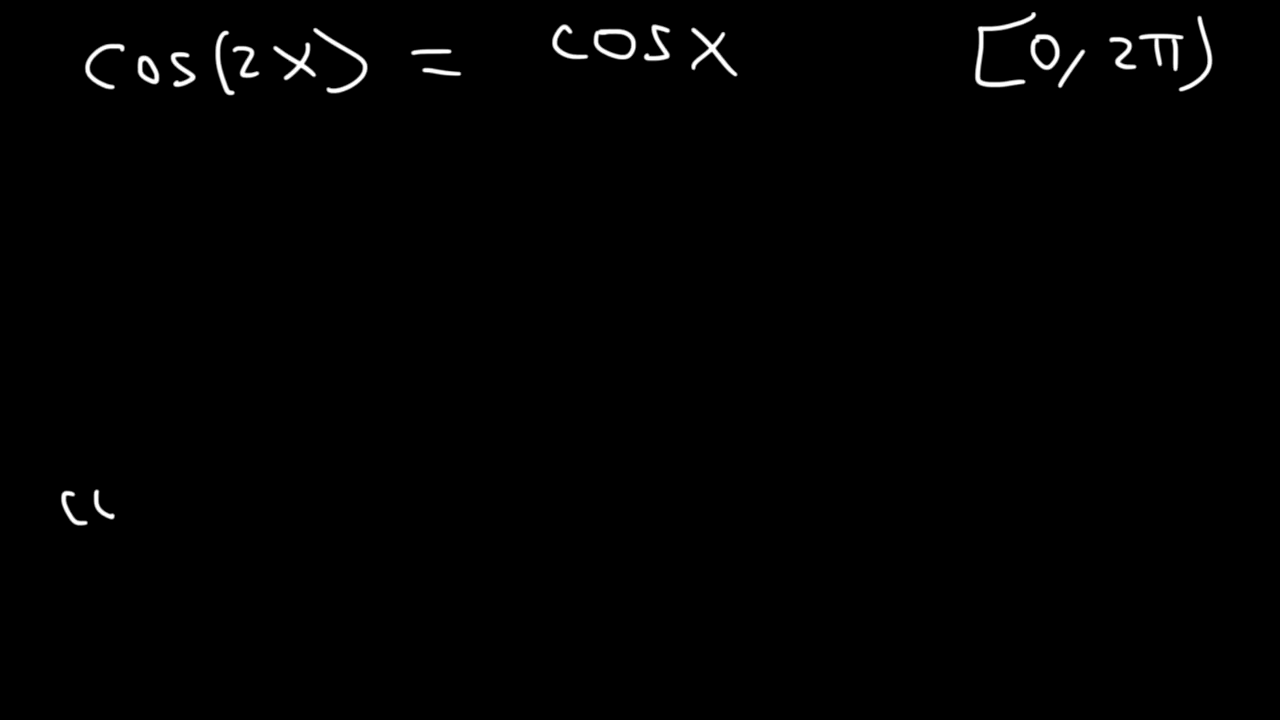 cos(2x) = cosx [0, 2π)